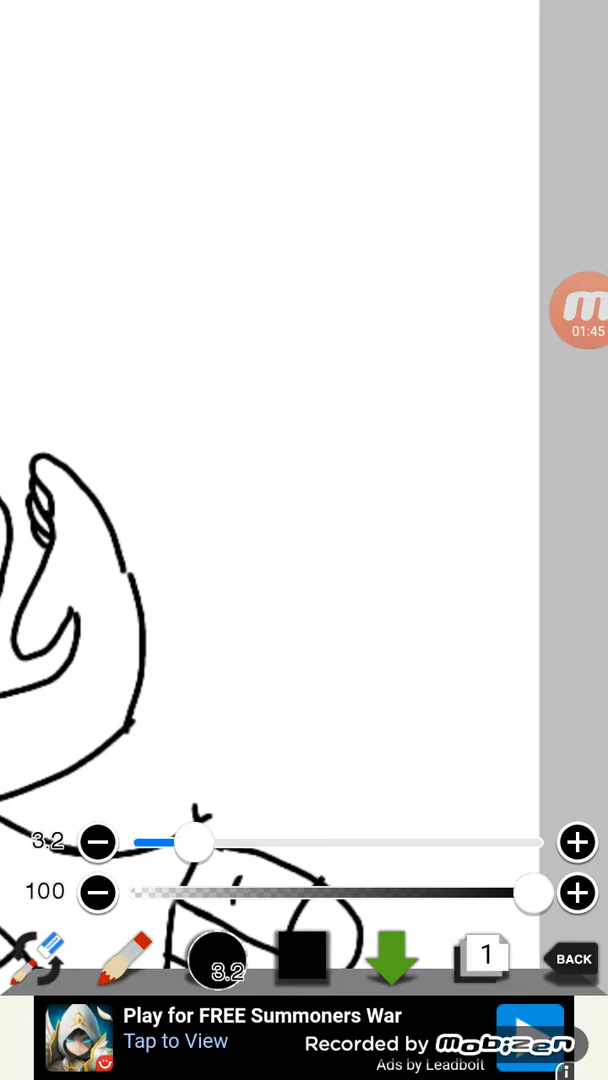 01:45
3.2
100
3.2
1
BACK
Play for FREE Summoners War
Tap to View
Recorded by mobizen
Ads by Leadbolt